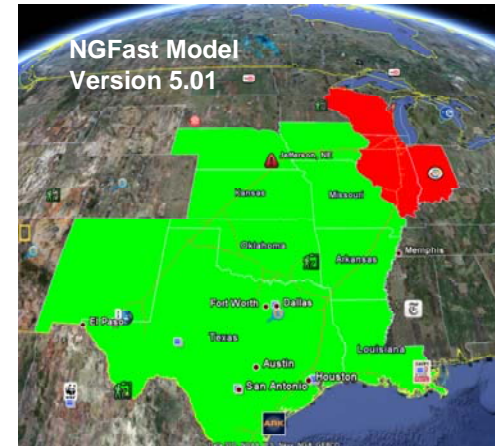 NGFast Model
Version 5.01
Jefferson, NE
Kansas
Missouri
Oklahoma
Arkansas
Memphis
Fort Worth
Dallas
El Paso
Texas
Louisiana
Austin
San Antonio
Houston
ARK